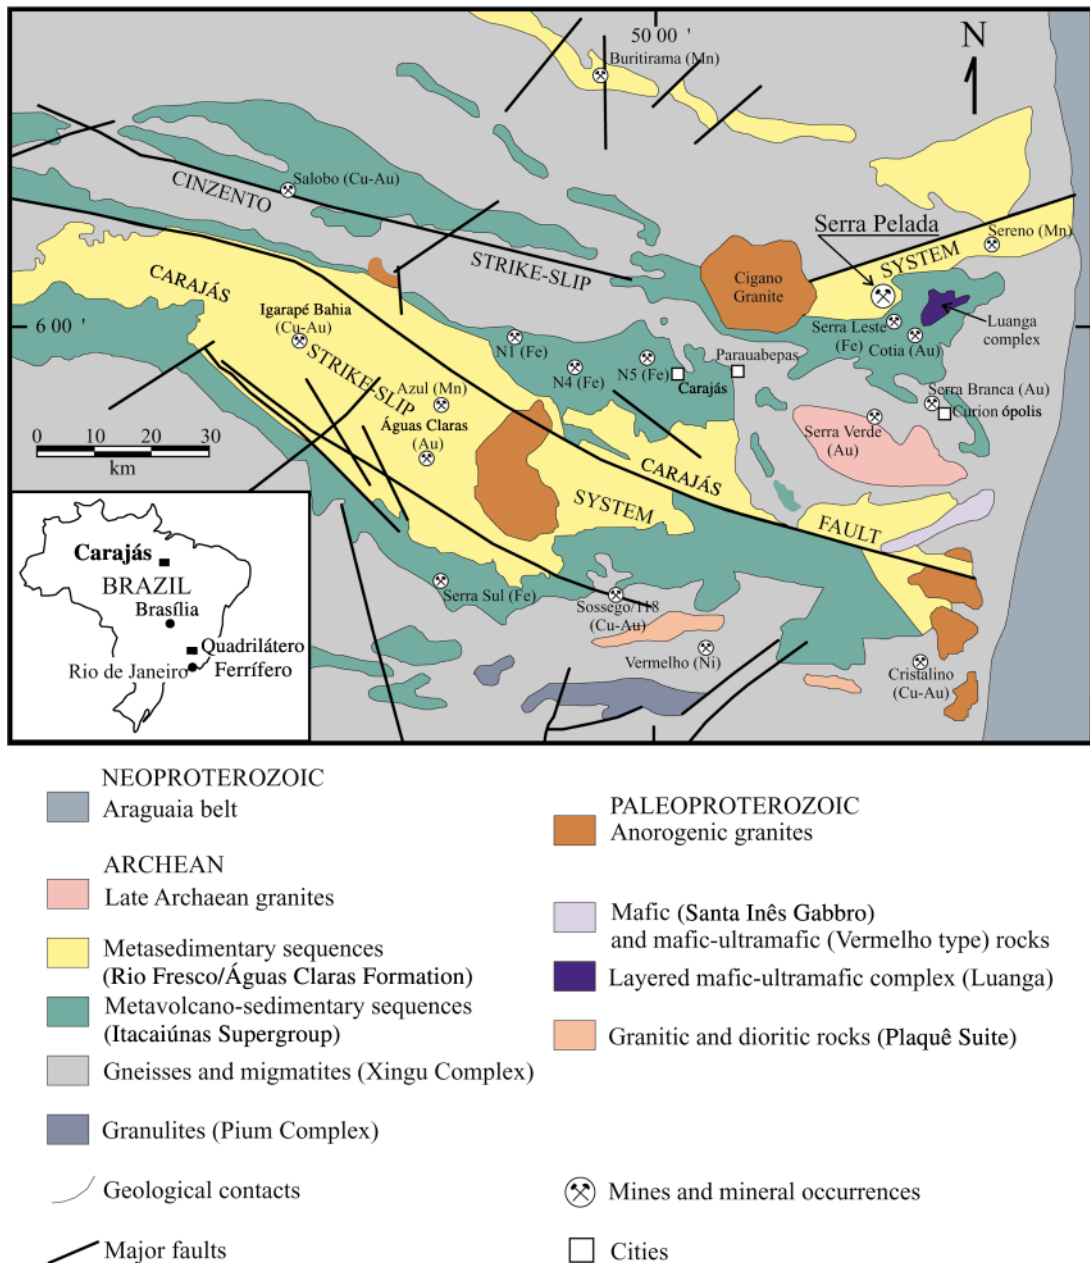 50 00 '
Buritirama (Mn)
N
Salobo (Cu-Au)
CINZENTO
STRIKE-SLIP
SYSTEM
Serra Pelada
Sereno (Mn)
Cigano
Granite
CARAJÁS
Igarapé Bahia
(Cu-Au)
6 00 '
STRIKE-SLIP
N1 (Fe)
N4 (Fe)
N5 (Fe)
Carajás
Parauabepas
Serra Leste
(Fe)
Cotia (Au)
Luanga
complex
Azul (Mn)
Águas Claras
(Au)
Serra Branca (Au)
Curion ópolis
Serra Verde
(Au)
0 10 20 30
km
CARAJÁS
SYSTEM
FAULT
Serra Sul (Fe)
Sossego/118
(Cu-Au)
Vermelho (Ni)
Cristalino
(Cu-Au)
Carajás
BRAZIL
Brasília
Quadrilátero
Ferrífero
Rio de Janeiro
NEOPROTEROZOIC
Araguaia belt
ARCHEAN
Late Archaean granites
Metasedimentary sequences
(Rio Fresco/Águas Claras Formation)
Metavolcano-sedimentary sequences
(Itacaiúnas Supergroup)
Gneisses and migmatites (Xingu Complex)
Granulites (Pium Complex)
Geological contacts
Major faults
PALEOPROTEROZOIC
Anorogenic granites
Mafic (Santa Inês Gabbro)
and mafic-ultramafic (Vermelho type) rocks
Layered mafic-ultramafic complex (Luanga)
Granitic and dioritic rocks (Plaquê Suite)
Mines and mineral occurrences
Cities